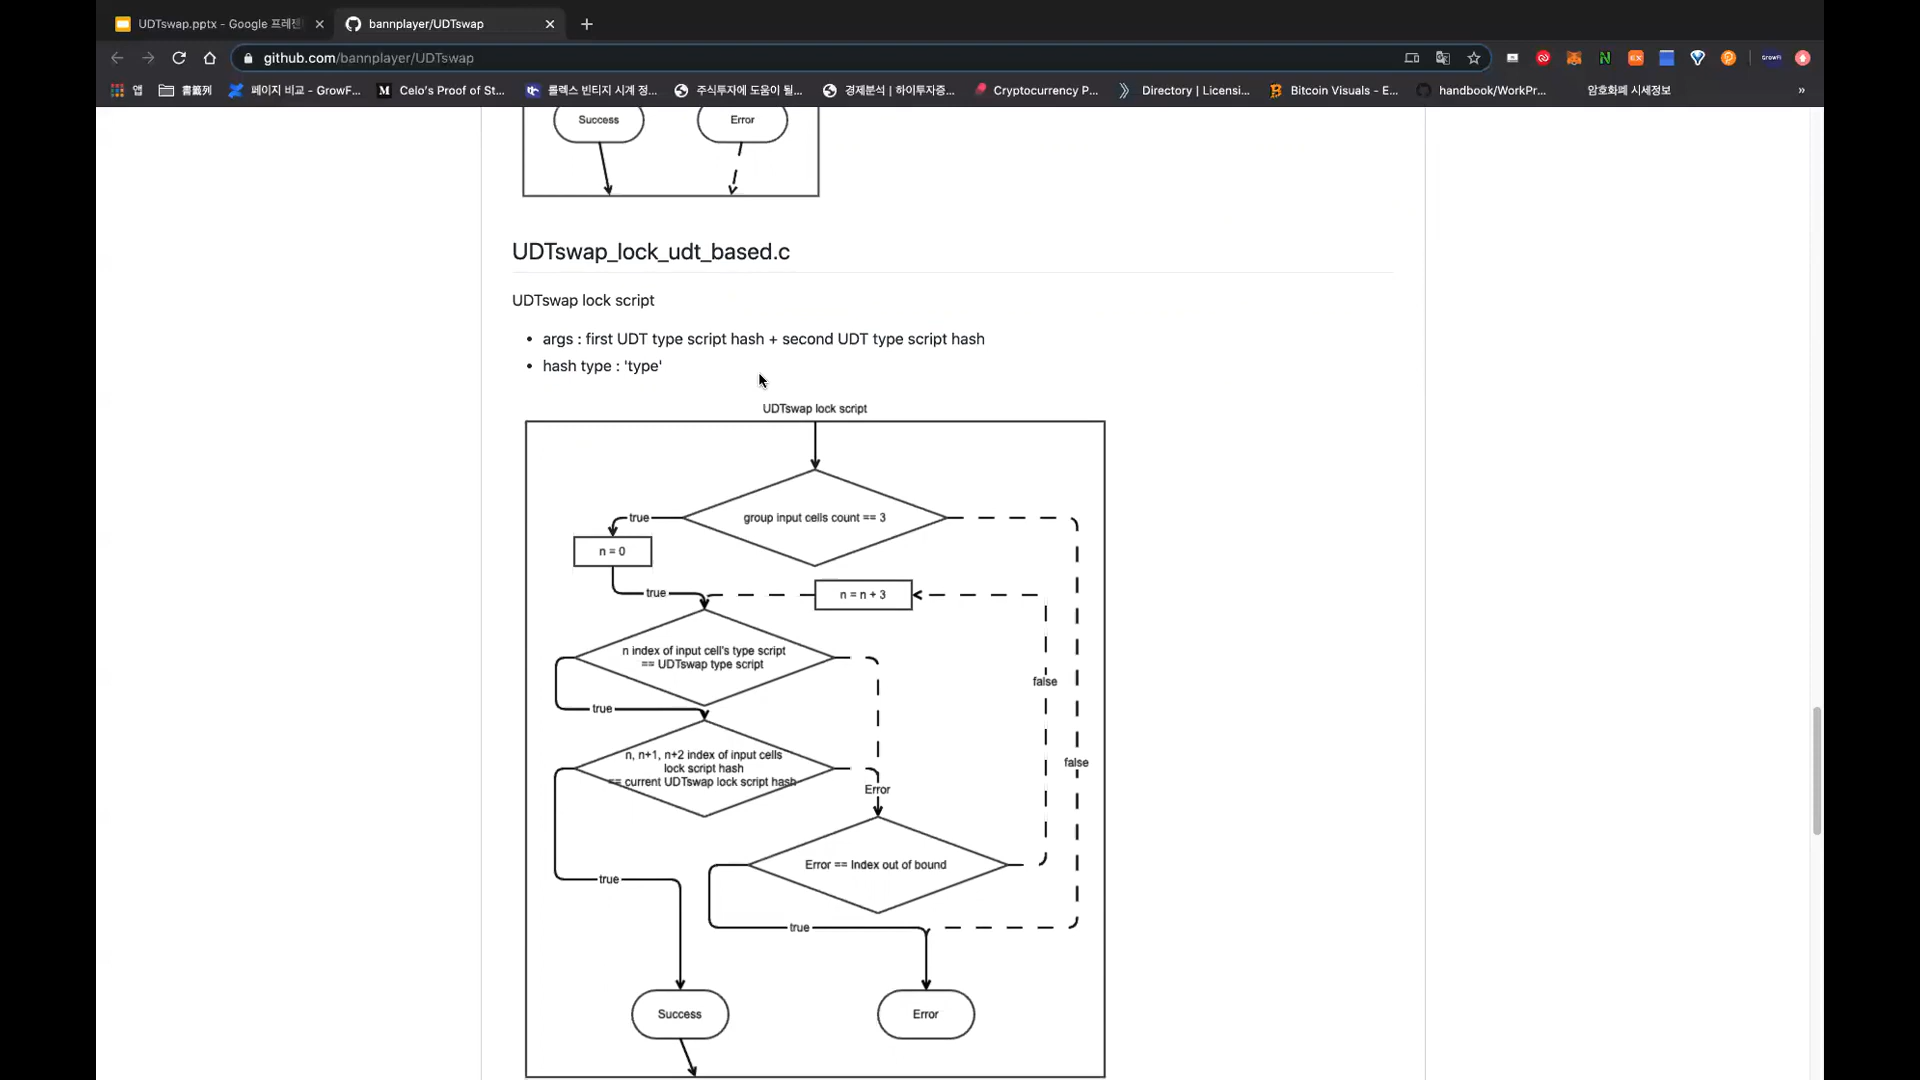 UDTswap.pptx - Google 프레젠
bannplayer/UDTswap
github.com/bannplayer/UDTswap
앱
書籤列
페이지 비교 - GrowF...
Celo's Proof of St...
롤렉스 빈티지 시계 정...
주식투자에 도움이 될...
경제분석 | 하이투자증...
Cryptocurrency P...
Directory | Licensi...
Bitcoin Visuals - E...
handbook/WorkPr...
암호화폐 시세정보
»
Success
Error
UDTswap_lock_udt_based.c
UDTswap lock script
• args : first UDT type script hash + second UDT type script hash
• hash type : 'type'
UDTswap lock script
group input cells count == 3
true
n = 0
true
n = n + 3
n index of input cell's type script
== UDTswap type script
false
true
n, n+1, n+2 index of input cells
lock script hash
== current UDTswap lock script hash
false
Error
Error == Index out of bound
true
true
Success
Error